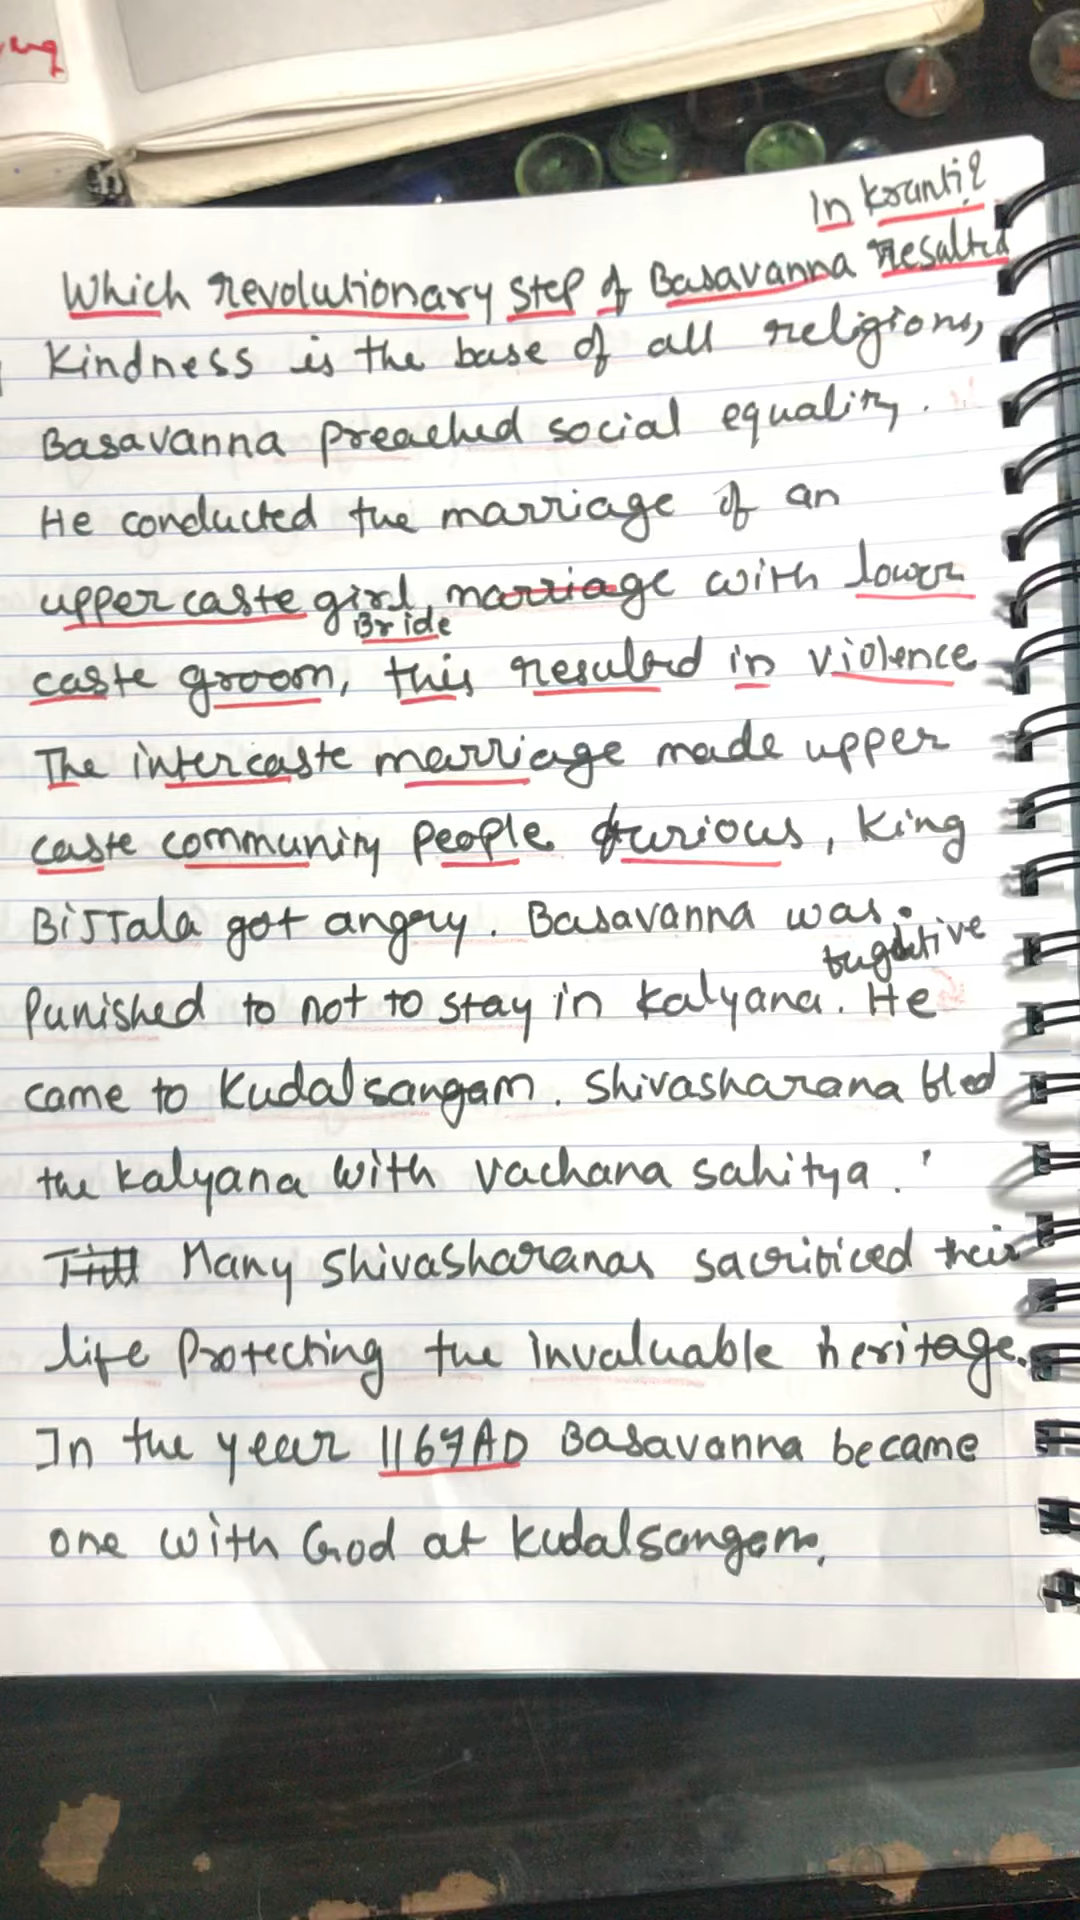 In kranti?
Which revolutionary step of Basavanna resalted
Kindness is the base of all religions,
Basavanna preached social equality.
He conducted the marriage of an
upper caste girl, marriage with lower
Bride
caste groom, this resulted in violence
The intercaste marriage made upper
caste community people furious, King
BiJJala got angry. Basavanna was.
Punished to not to stay in Kalyana. He
came to Kudalsangam. Shivasharana fled
the Kalyana with vachana sahitya.
Many Shivasharanas sacrificed their
life Protecting the invaluable heritage.
In the year 1167AD Basavanna became
one with God at Kudalsangam.